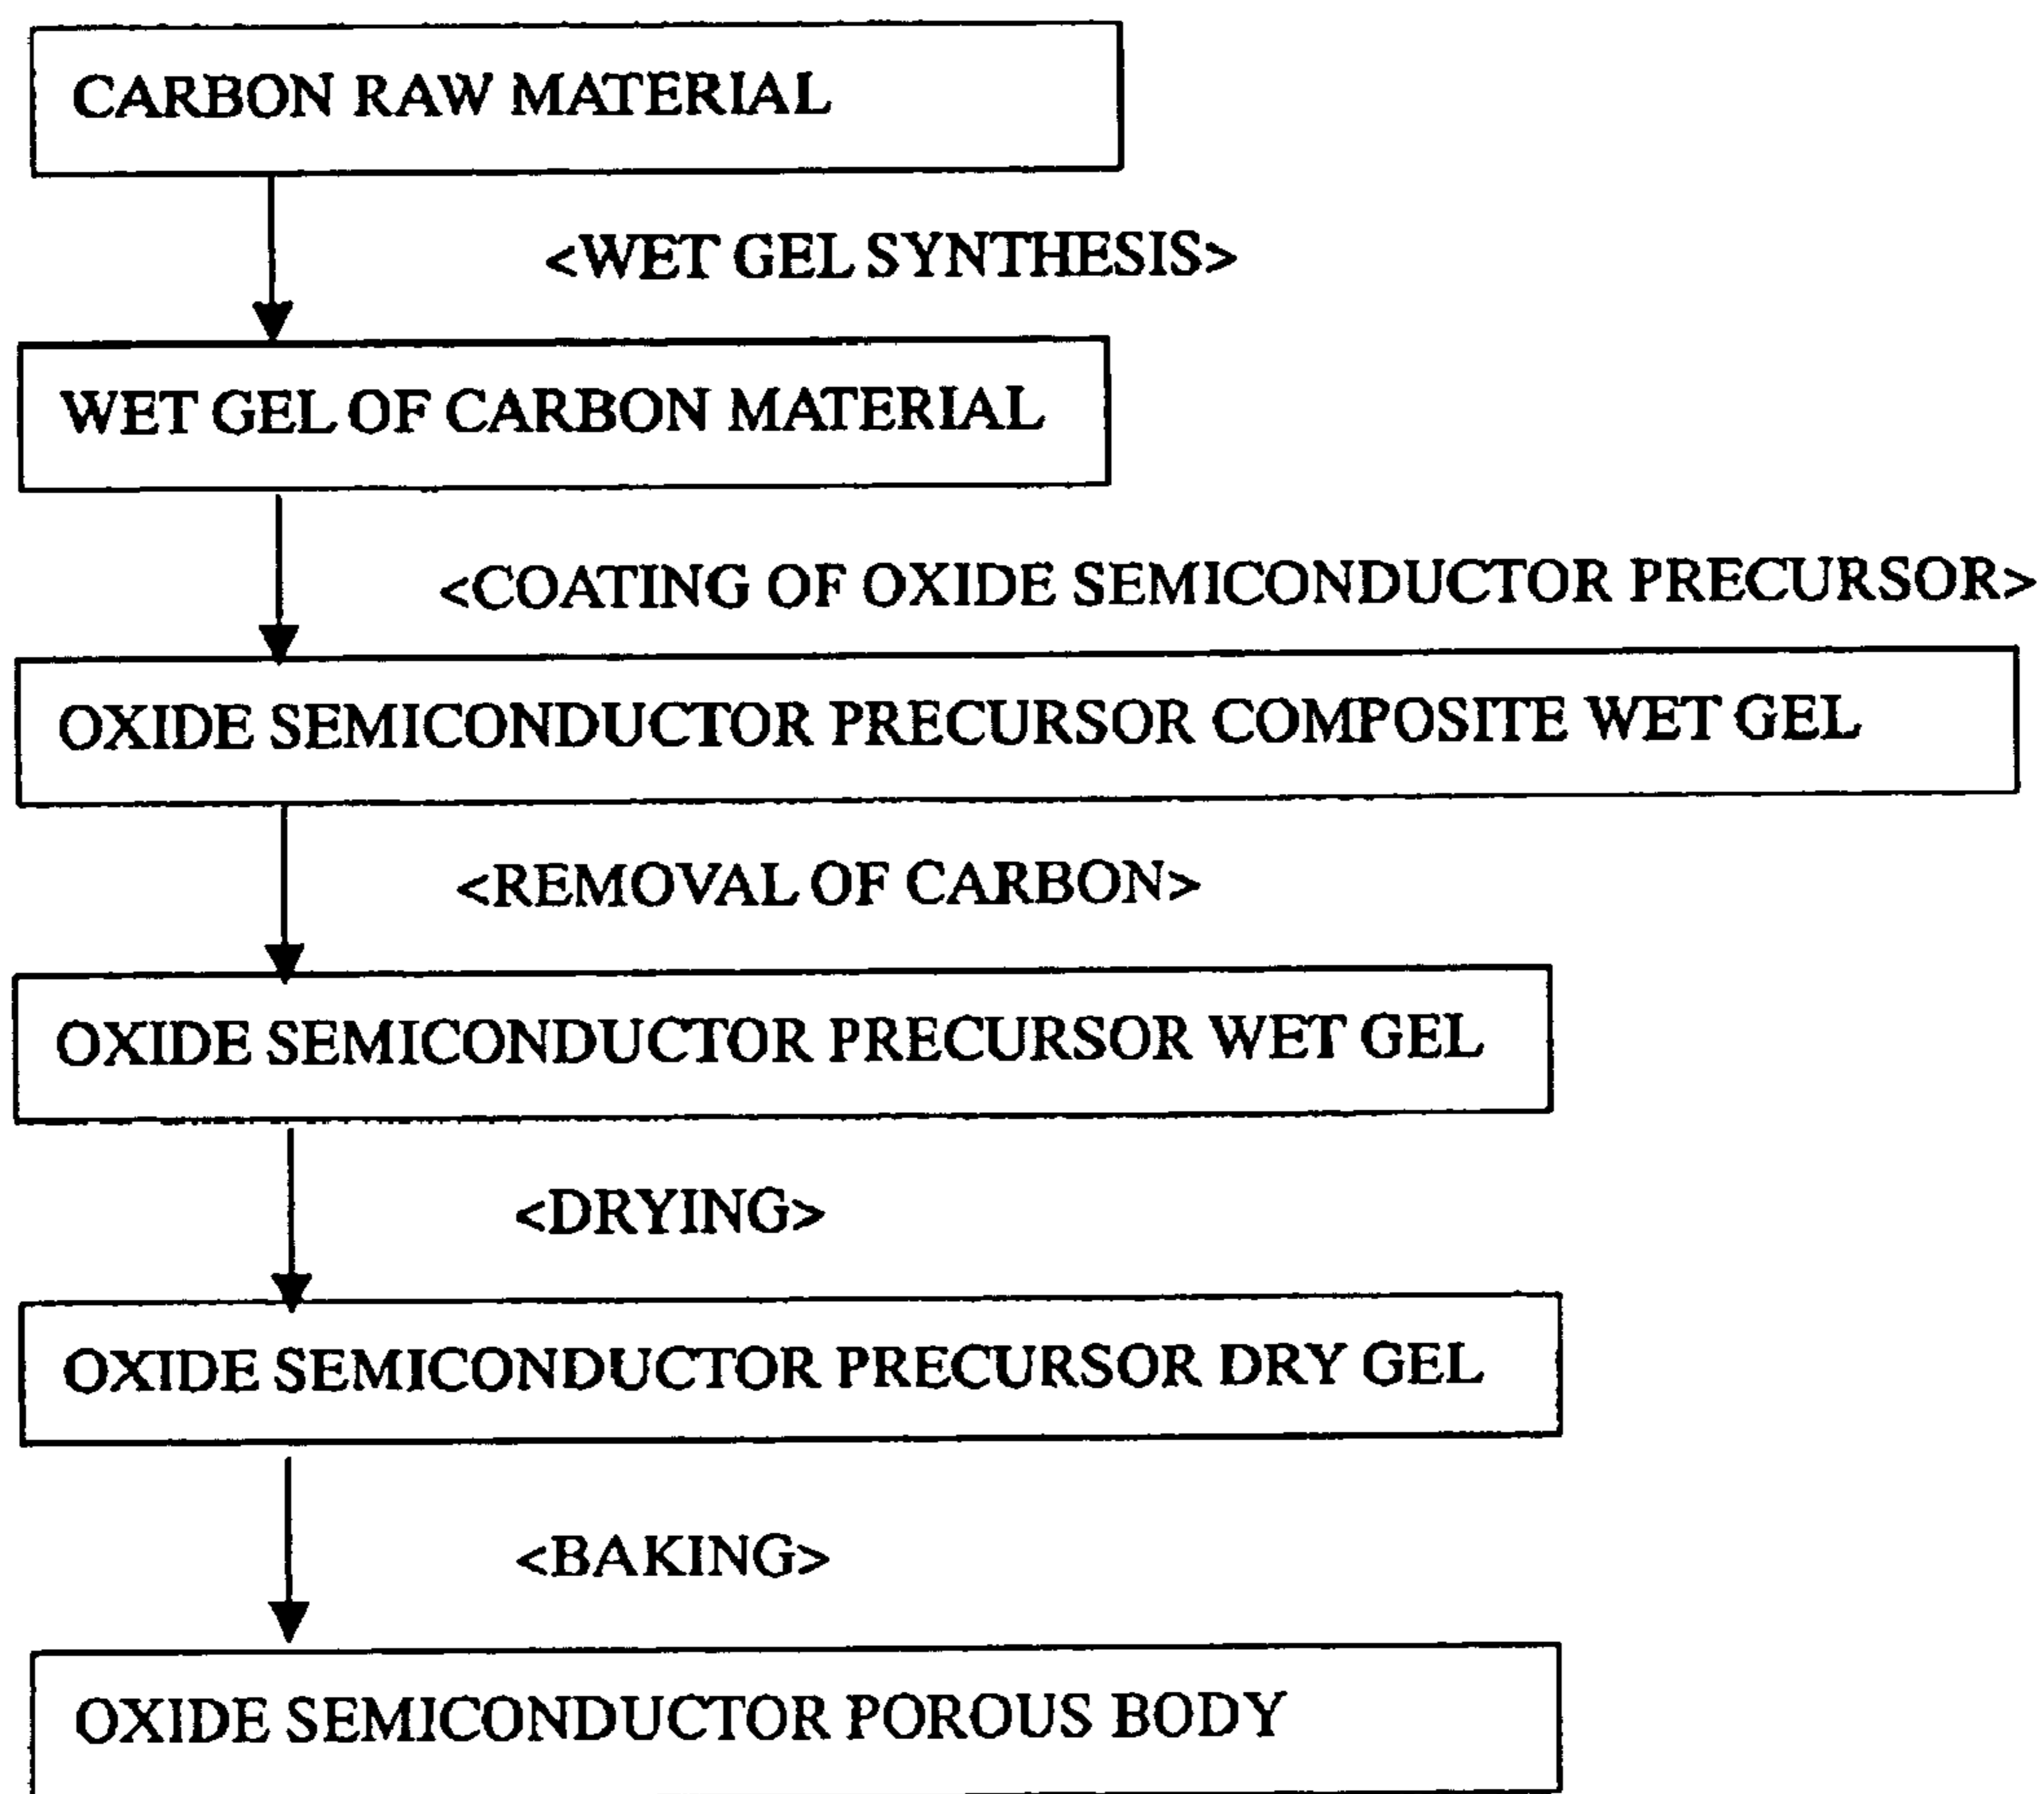 CARBON RAW MATERIAL
<WET GEL SYNTHESIS>
WET GEL OF CARBON MATERIAL
<COATING OF OXIDE SEMICONDUCTOR PRECURSOR>
OXIDE SEMICONDUCTOR PRECURSOR COMPOSITE WET GEL
<REMOVAL OF CARBON>
OXIDE SEMICONDUCTOR PRECURSOR WET GEL
<DRYING>
OXIDE SEMICONDUCTOR PRECURSOR DRY GEL
<BAKING>
OXIDE SEMICONDUCTOR POROUS BODY